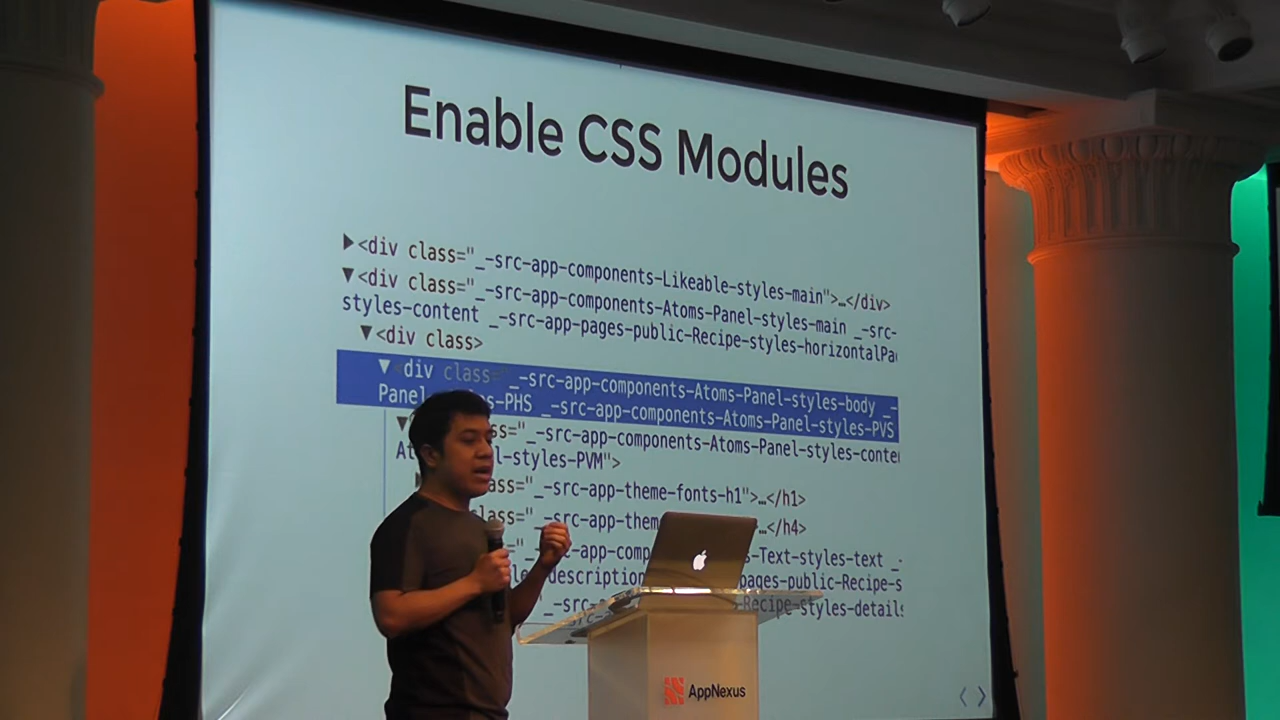 Enable CSS Modules
▶<div class="_-src-app-components-Likeable-styles-main">…</div>
▼<div class="_-src-app-components-Atoms-Panel-styles-main _-src-
styles-content _-src-app-pages-public-Recipe-styles-horizontalPa
▼<div class>
▼<div class="_-src-app-components-Atoms-Panel-styles-body _-
Panel-styles-PHS _-src-app-components-Atoms-Panel-styles-PVS
▼ ss="_-src-app-components-Atoms-Panel-styles-conte
At l-styles-PVM">
ass="_-src-app-theme-fonts-h1">…</h1>
lass="_-src-app-them …</h4>
="_-src-app-comp s-Text-styles-text _-
description pages-public-Recipe-s
_-src- Recipe-styles-details
AppNexus